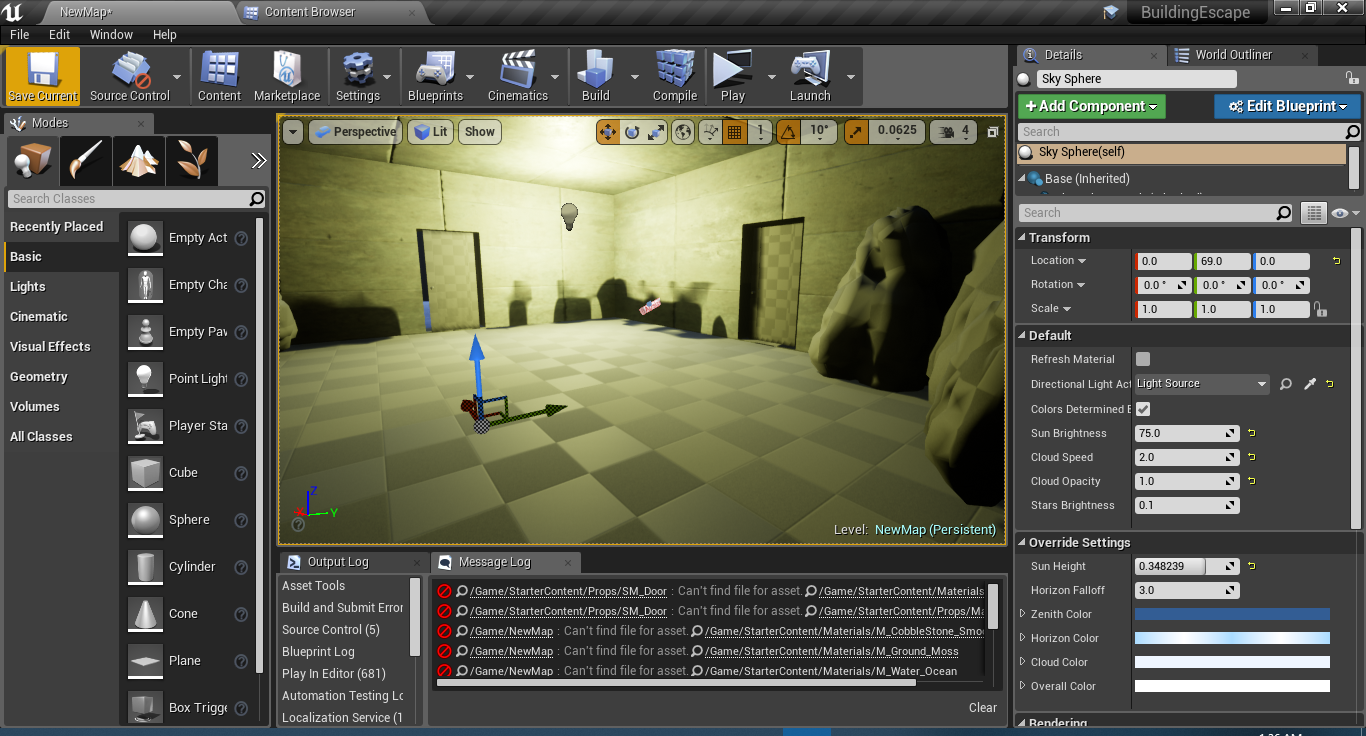 NewMap*
Content Browser
BuildingEscape
File Edit Window Help
Save Current
Source Control
Content
Marketplace
Settings
Blueprints
Cinematics
Build
Compile
Play
Launch
Modes
Search Classes
Recently Placed
Basic
Lights
Cinematic
Visual Effects
Geometry
Volumes
All Classes
Empty Act
Empty Cha
Empty Paw
Point Light
Player Sta
Cube
Sphere
Cylinder
Cone
Plane
Box Trigge
Perspective
Lit
Show
1
10°
0.0625
4
Z
Y
Level: NewMap (Persistent)
Output Log
Message Log
Asset Tools
Build and Submit Error
Source Control (5)
Blueprint Log
Play In Editor (681)
Automation Testing Lo
Localization Service (1
/Game/StarterContent/Props/SM_Door : Can't find file for asset. /Game/StarterContent/Materials
/Game/StarterContent/Props/SM_Door : Can't find file for asset. /Game/StarterContent/Props/Ma
/Game/NewMap : Can't find file for asset. /Game/StarterContent/Materials/M_CobbleStone_Smoo
/Game/NewMap : Can't find file for asset. /Game/StarterContent/Materials/M_Ground_Moss
/Game/NewMap : Can't find file for asset. /Game/StarterContent/Materials/M_Water_Ocean
Clear
Details
World Outliner
Sky Sphere
+Add Component
Edit Blueprint
Search
Sky Sphere(self)
Base (Inherited)
Search
Transform
Location 0.0 69.0 0.0
Rotation 0.0 ° 0.0 ° 0.0 °
Scale 1.0 1.0 1.0
Default
Refresh Material
Directional Light Act Light Source
Colors Determined B
Sun Brightness 75.0
Cloud Speed 2.0
Cloud Opacity 1.0
Stars Brightness 0.1
Override Settings
Sun Height 0.348239
Horizon Falloff 3.0
Zenith Color
Horizon Color
Cloud Color
Overall Color
Rendering